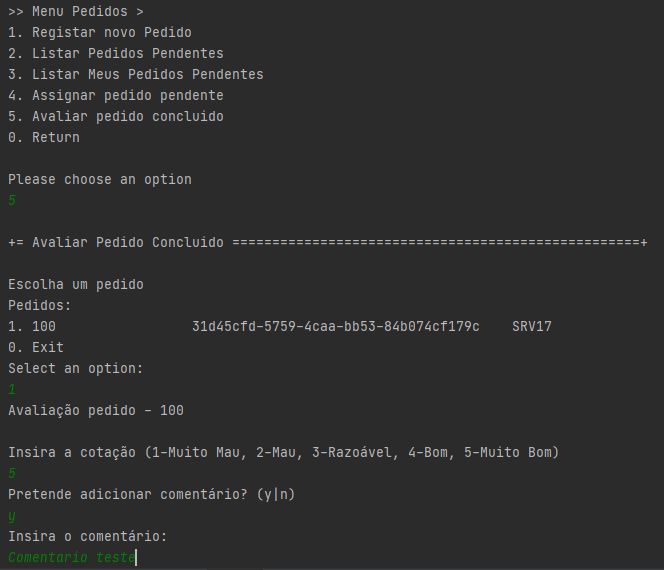 >> Menu Pedidos >
1. Registar novo Pedido
2. Listar Pedidos Pendentes
3. Listar Meus Pedidos Pendentes
4. Assignar pedido pendente
5. Avaliar pedido concluido
0. Return
Please choose an option
5
+= Avaliar Pedido Concluido ===================================================+
Escolha um pedido
Pedidos:
1. 100                 31d45cfd-5759-4caa-bb53-84b074cf179c    SRV17
0. Exit
Select an option:
1
Avaliação pedido - 100
Insira a cotação (1-Muito Mau, 2-Mau, 3-Razoável, 4-Bom, 5-Muito Bom)
5
Pretende adicionar comentário? (y|n)
y
Insira o comentário:
Comentario teste